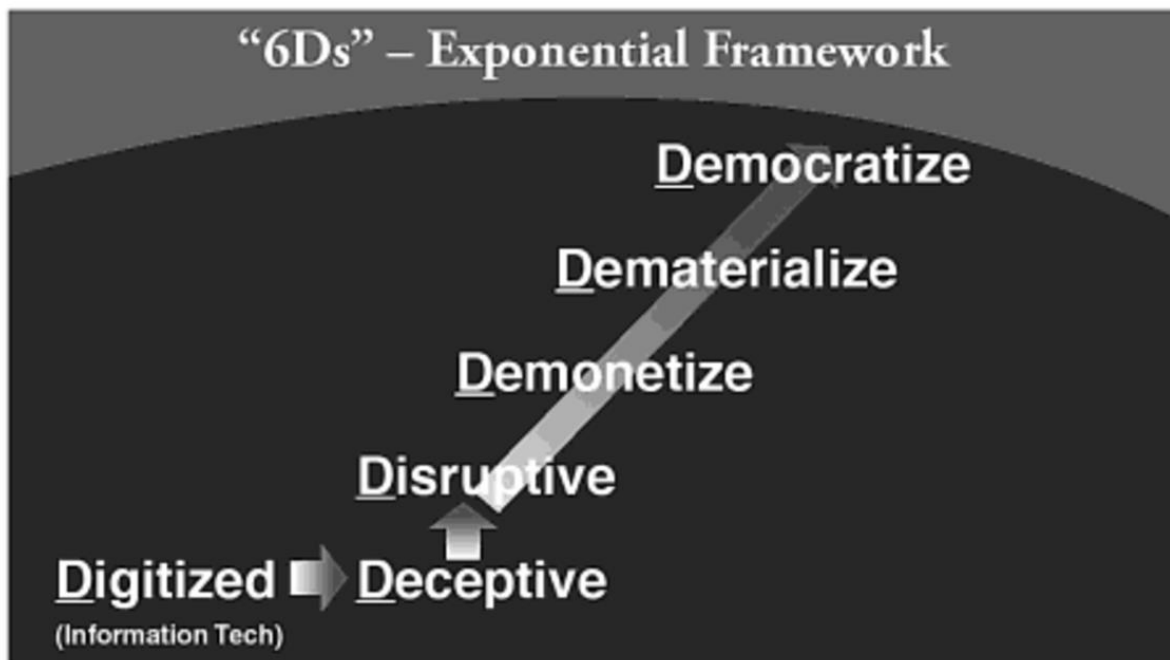 “6Ds” – Exponential Framework
Democratize
Dematerialize
Demonetize
Disruptive
Digitized Deceptive
(Information Tech)